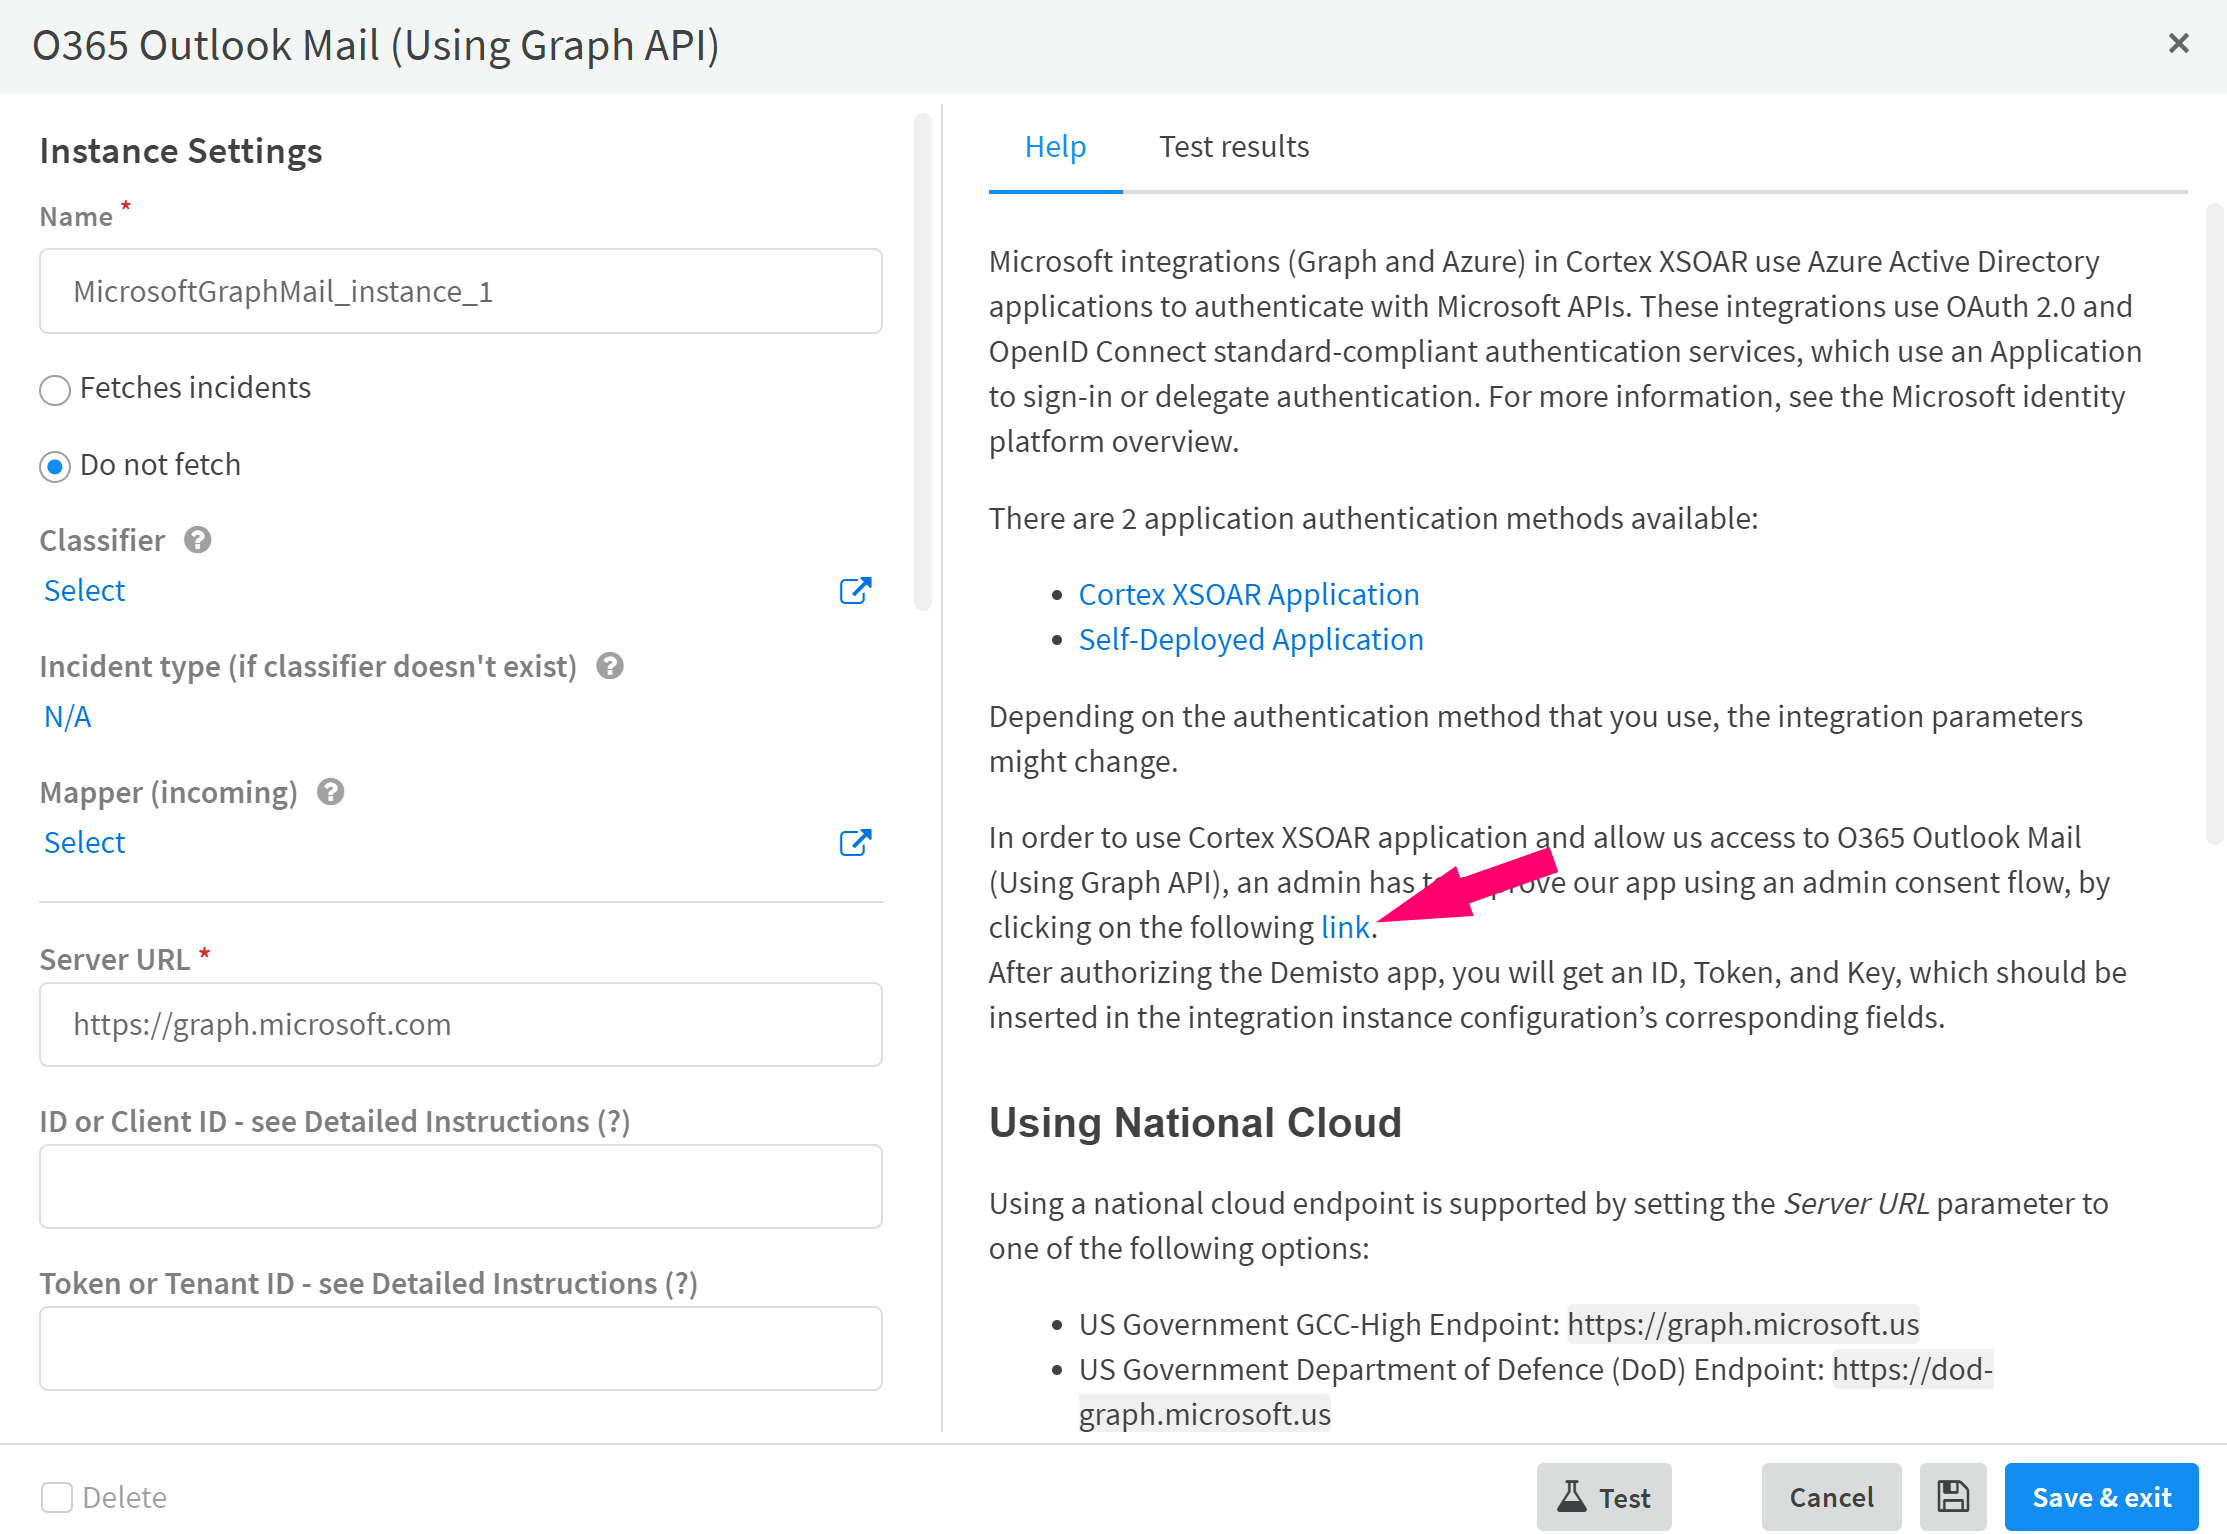 O365 Outlook Mail (Using Graph API)
Instance Settings
Name *
MicrosoftGraphMail_instance_1
Fetches incidents
Do not fetch
Classifier
Select
Incident type (if classifier doesn't exist)
N/A
Mapper (incoming)
Select
Server URL *
https://graph.microsoft.com
ID or Client ID - see Detailed Instructions (?)
Token or Tenant ID - see Detailed Instructions (?)
Help
Test results
Microsoft integrations (Graph and Azure) in Cortex XSOAR use Azure Active Directory
applications to authenticate with Microsoft APIs. These integrations use OAuth 2.0 and
OpenID Connect standard-compliant authentication services, which use an Application
to sign-in or delegate authentication. For more information, see the Microsoft identity
platform overview.
There are 2 application authentication methods available:
• Cortex XSOAR Application
• Self-Deployed Application
Depending on the authentication method that you use, the integration parameters
might change.
In order to use Cortex XSOAR application and allow us access to O365 Outlook Mail
(Using Graph API), an admin has our app using an admin consent flow, by
clicking on the following link.
After authorizing the Demisto app, you will get an ID, Token, and Key, which should be
inserted in the integration instance configuration’s corresponding fields.
Using National Cloud
Using a national cloud endpoint is supported by setting the Server URL parameter to
one of the following options:
• US Government GCC-High Endpoint: https://graph.microsoft.us
• US Government Department of Defence (DoD) Endpoint: https://dod-
graph.microsoft.us
Delete
Test
Cancel
Save & exit